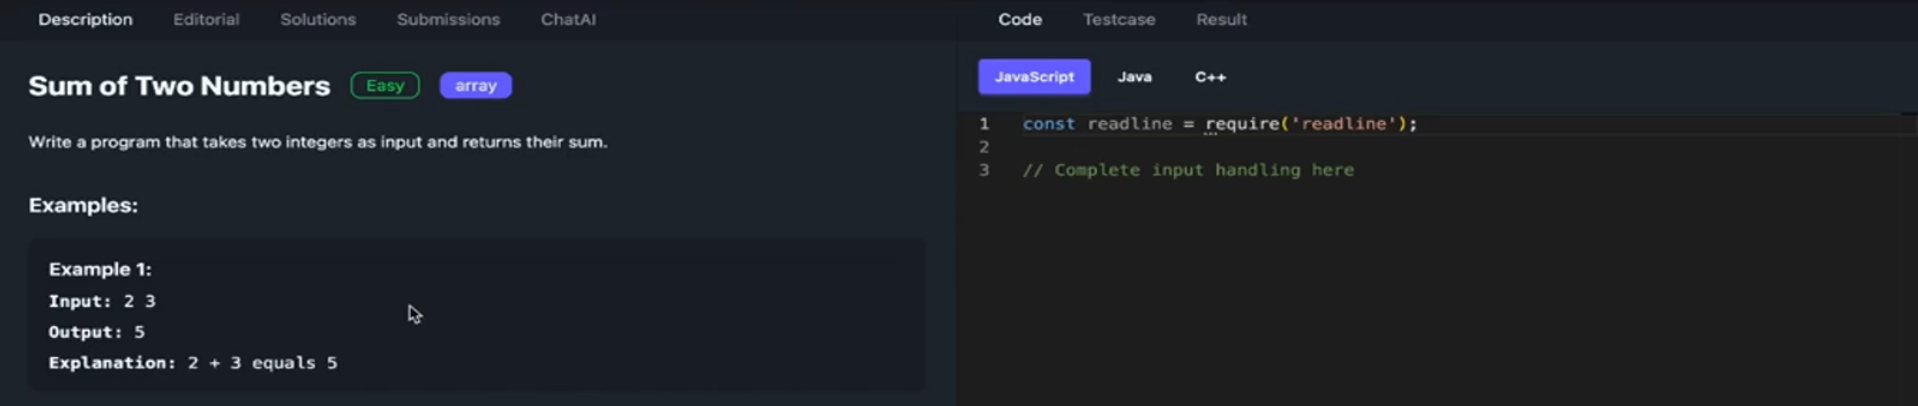 Description Editorial Solutions Submissions ChatAI
Sum of Two Numbers Easy array
Write a program that takes two integers as input and returns their sum.
Examples:
Example 1:
Input: 2 3
Output: 5
Explanation: 2 + 3 equals 5
Code Testcase Result
JavaScript Java C++
1 const readline = require('readline');
2
3 // Complete input handling here